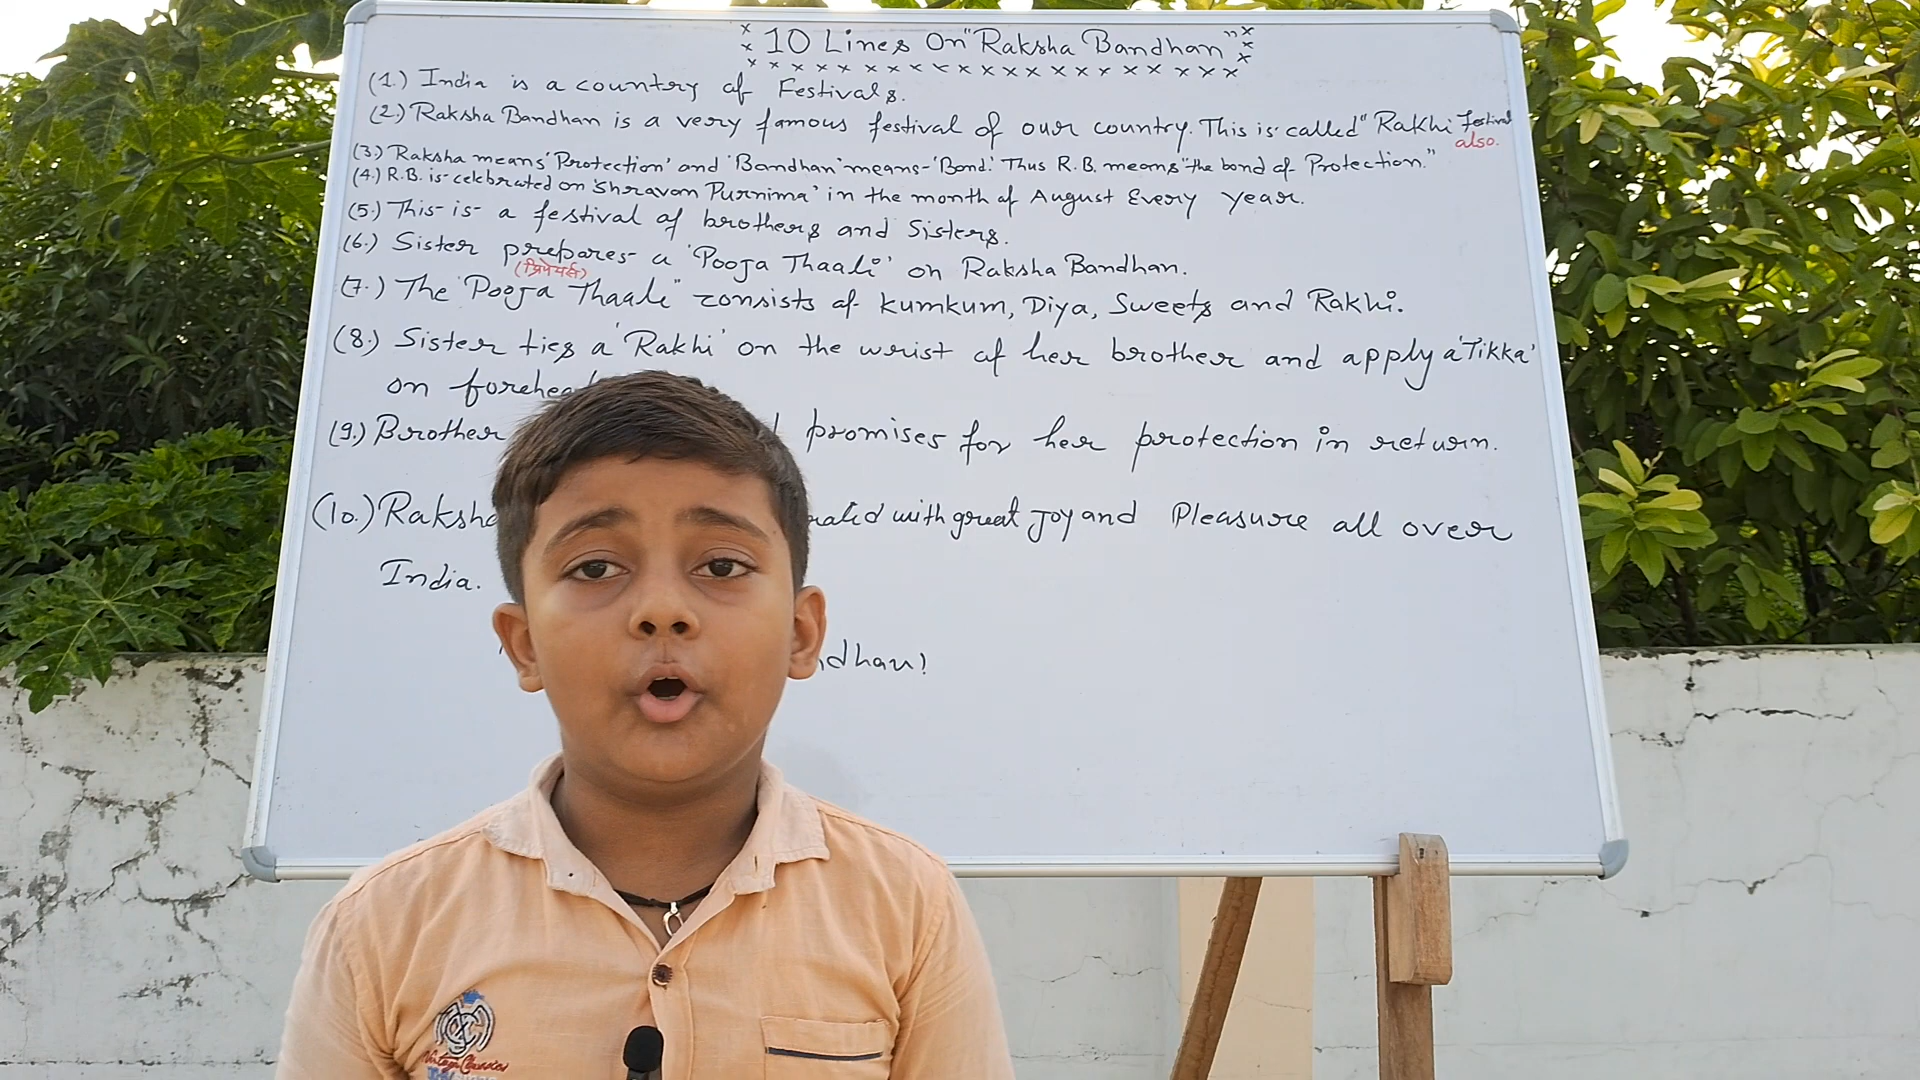 10 Lines On "Raksha Bandhan"
(1.) India is a country of Festivals.
(2.) Raksha Bandhan is a very famous festival of our country. This is called "Rakhi festival
also.
(3.) Raksha means 'Protection' and 'Bandhan' means-'Bond'. Thus R.B. means "the bond of Protection."
(4.) R.B. is celebrated on 'Shravan Purnima' in the month of August Every year.
(5.) This is a festival of brothers and Sisters.
(6.) Sister prepares a 'Pooja Thaali' on Raksha Bandhan.
(प्रिपेयर्स)
(7.) The "Pooja Thaali" consists of kumkum, Diya, Sweets and Rakhi.
(8.) Sister ties a 'Rakhi' on the wrist of her brother and apply a 'Tikka'
on forehea
(9.) Brother promises for her protection in return.
(10.) Raksha rated with great Joy and Pleasure all over
India.
ndhan!
Vintage Classics